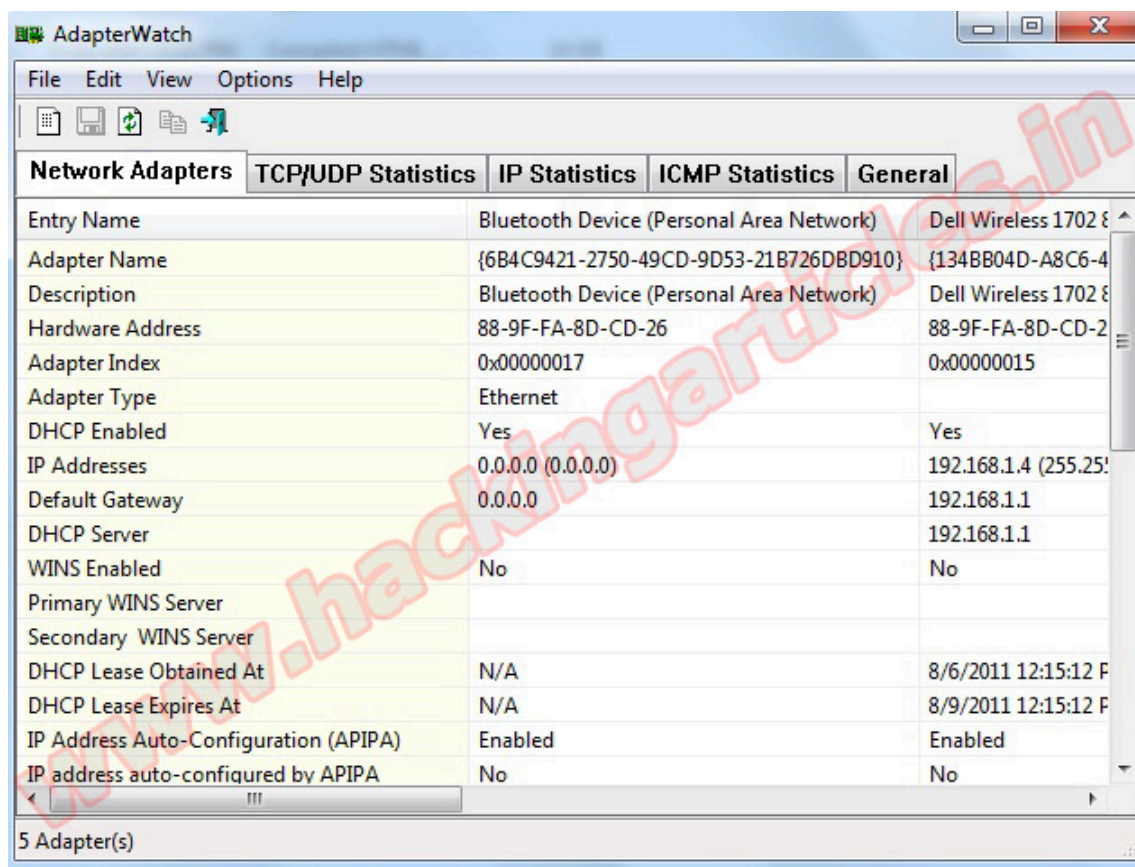 AdapterWatch
File Edit View Options Help
Network Adapters TCP/UDP Statistics IP Statistics ICMP Statistics General
Entry Name Bluetooth Device (Personal Area Network) Dell Wireless 1702 8
Adapter Name {6B4C9421-2750-49CD-9D53-21B726DBD910} {134BB04D-A8C6-4
Description Bluetooth Device (Personal Area Network) Dell Wireless 1702 8
Hardware Address 88-9F-FA-8D-CD-26 88-9F-FA-8D-CD-2
Adapter Index 0x00000017 0x00000015
Adapter Type Ethernet
DHCP Enabled Yes Yes
IP Addresses 0.0.0.0 (0.0.0.0) 192.168.1.4 (255.25
Default Gateway 0.0.0.0 192.168.1.1
DHCP Server 192.168.1.1
WINS Enabled No No
Primary WINS Server
Secondary WINS Server
DHCP Lease Obtained At N/A 8/6/2011 12:15:12 P
DHCP Lease Expires At N/A 8/9/2011 12:15:12 P
IP Address Auto-Configuration (APIPA) Enabled Enabled
IP address auto-configured by APIPA No No
5 Adapter(s)
www.hackingarticles.in